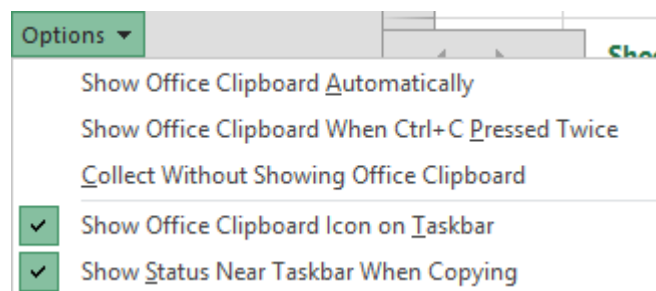 Options
Show Office Clipboard Automatically
Show Office Clipboard When Ctrl+C Pressed Twice
Collect Without Showing Office Clipboard
Show Office Clipboard Icon on Taskbar
Show Status Near Taskbar When Copying